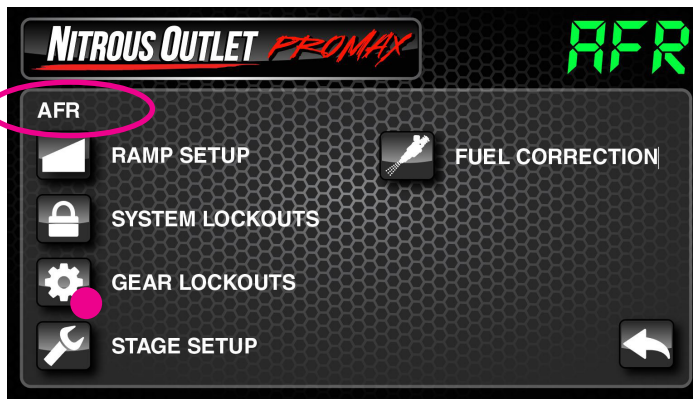 NITROUS OUTLET PROMAX
AFR
AFR
RAMP SETUP
FUEL CORRECTION
SYSTEM LOCKOUTS
GEAR LOCKOUTS
STAGE SETUP